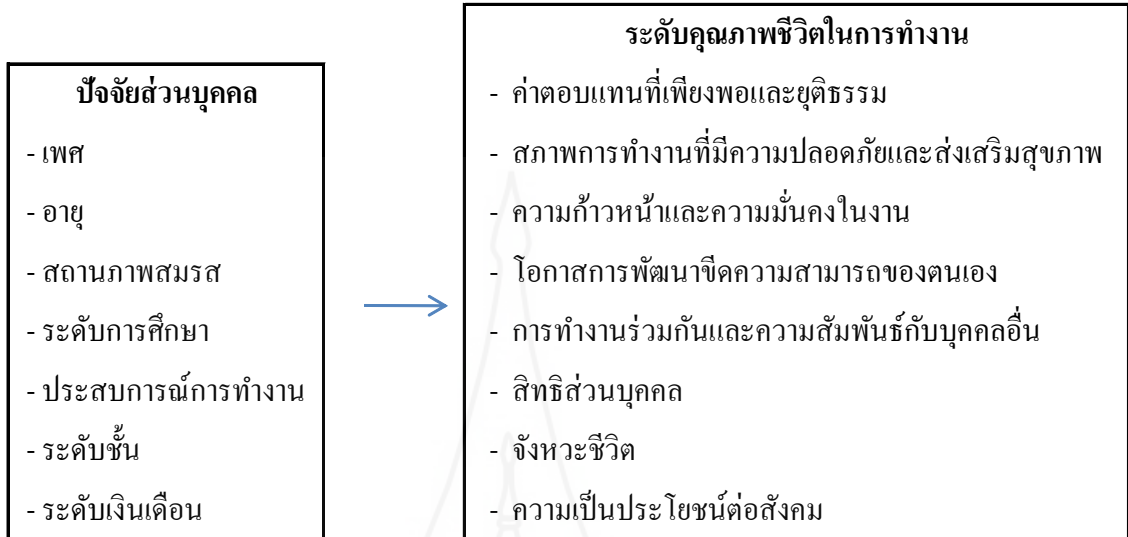 ปัจจัยส่วนบุคคล
- เพศ
- อายุ
- สถานภาพสมรส
- ระดับการศึกษา
- ประสบการณ์การทำงาน
- ระดับชั้น
- ระดับเงินเดือน
ระดับคุณภาพชีวิตในการทำงาน
- ค่าตอบแทนที่เพียงพอและยุติธรรม
- สภาพการทำงานที่มีความปลอดภัยและส่งเสริมสุขภาพ
- ความก้าวหน้าและความมั่นคงในงาน
- โอกาสการพัฒนาขีดความสามารถของตนเอง
- การทำงานร่วมกันและความสัมพันธ์กับบุคคลอื่น
- สิทธิส่วนบุคคล
- จังหวะชีวิต
- ความเป็นประโยชน์ต่อสังคม